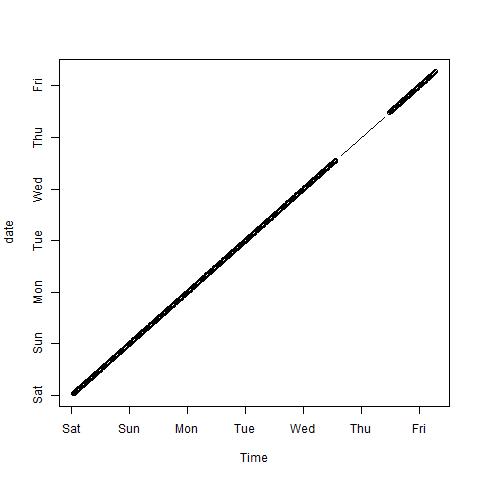 Fri
Thu
Wed
Tue
Mon
Sun
Sat
date
Sat Sun Mon Tue Wed Thu Fri
Time